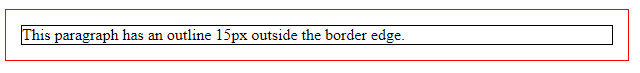 This paragraph has an outline 15px outside the border edge.